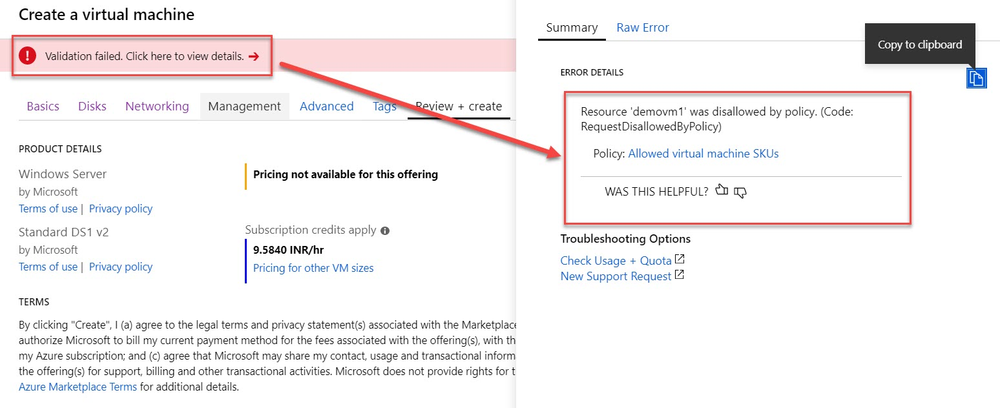 Create a virtual machine
Validation failed. Click here to view details.
Basics Disks Networking Management Advanced Tags Review + create
PRODUCT DETAILS
Windows Server
by Microsoft
Terms of use | Privacy policy
Pricing not available for this offering
Standard DS1 v2
by Microsoft
Terms of use | Privacy policy
Subscription credits apply
9.5840 INR/hr
Pricing for other VM sizes
TERMS
By clicking "Create", I (a) agree to the legal terms and privacy statement(s) associated with the Marketplace
authorize Microsoft to bill my current payment method for the fees associated with the offering(s), with
my Azure subscription; and (c) agree that Microsoft may share my contact, usage and transactional
the offering(s) for support, billing and other transactional activities. Microsoft does not provide rights for
Azure Marketplace Terms for additional details.
Summary Raw Error
Copy to clipboard
ERROR DETAILS
Resource 'demovm1' was disallowed by policy. (Code:
RequestDisallowedByPolicy)
Policy: Allowed virtual machine SKUs
WAS THIS HELPFUL?
Troubleshooting Options
Check Usage + Quota
New Support Request